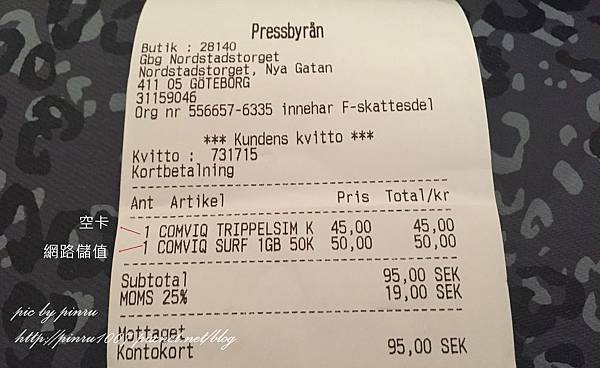 Pressbyrån
Butik : 28140
Gbg Nordstadstorget
Nordstadstorget, Nya Gatan
411 05 GÖTEBORG
31159046
Org nr 556657-6335 innehar F-skattesdel
*** Kundens kvitto ***
Kvitto : 731715
Kortbetalning
Ant Artikel Pris Total/kr
空卡
1 COMVIQ TRIPPELSIM K 45,00 45,00
網路儲值
1 COMVIQ SURF 1GB 50K 50,00 50,00
Subtotal 95,00 SEK
MOMS 25% 19,00 SEK
pic by pinru
Mottaget
Kontokort 95,00 SEK